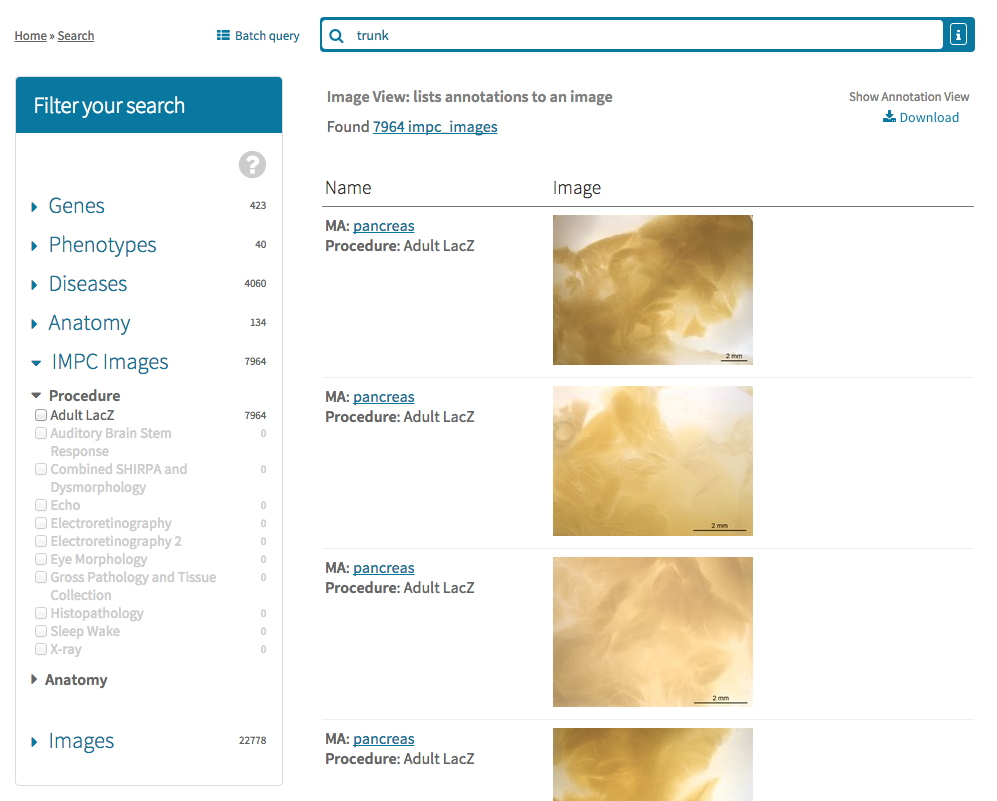 Home » Search
Batch query
trunk
i
Filter your search
?
Genes 423
Phenotypes 40
Diseases 4060
Anatomy 134
IMPC Images 7964
Procedure
Adult LacZ 7964
Auditory Brain Stem 0
Response
Combined SHIRPA and 0
Dysmorphology
Echo 0
Electroretinography 0
Electroretinography 2 0
Eye Morphology 0
Gross Pathology and Tissue 0
Collection
Histopathology 0
Sleep Wake 0
X-ray 0
Anatomy
Images 22778
Image View: lists annotations to an image
Show Annotation View
Found 7964 impc_images
Download
Name Image
MA: pancreas
Procedure: Adult LacZ
2 mm
MA: pancreas
Procedure: Adult LacZ
2 mm
MA: pancreas
Procedure: Adult LacZ
2 mm
MA: pancreas
Procedure: Adult LacZ